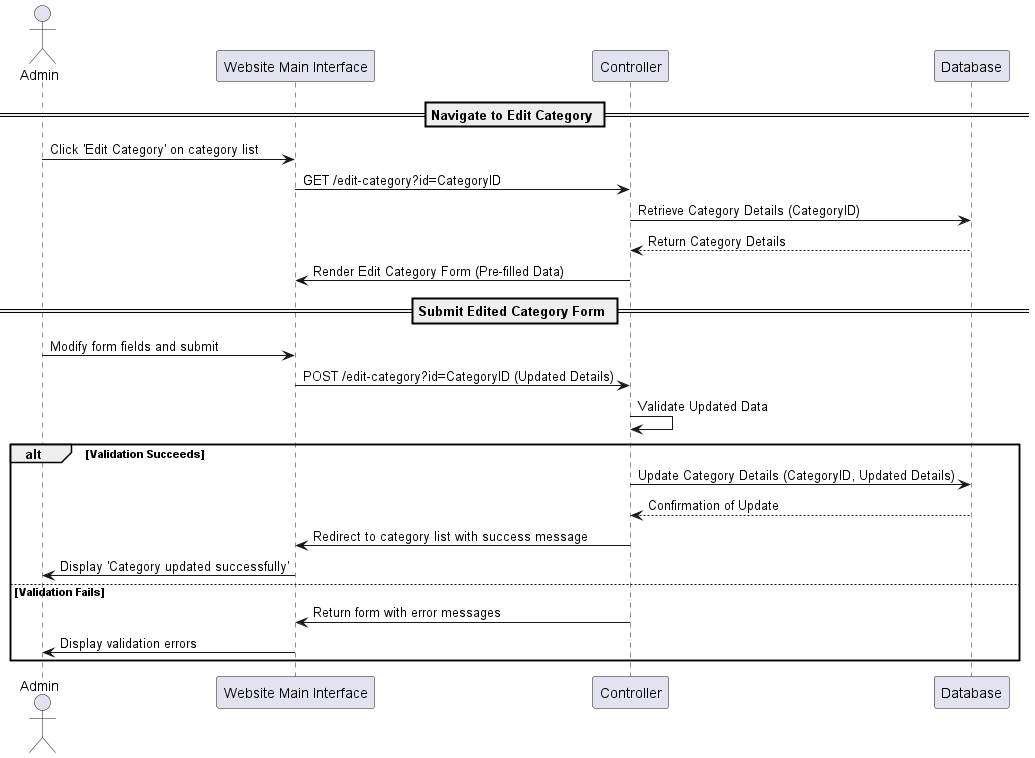 Admin
Website Main Interface
Controller
Database
Navigate to Edit Category
Click 'Edit Category' on category list
GET /edit-category?id=CategoryID
Retrieve Category Details (CategoryID)
Return Category Details
Render Edit Category Form (Pre-filled Data)
Submit Edited Category Form
Modify form fields and submit
POST /edit-category?id=CategoryID (Updated Details)
Validate Updated Data
alt
[Validation Succeeds]
Update Category Details (CategoryID, Updated Details)
Confirmation of Update
Redirect to category list with success message
Display 'Category updated successfully'
[Validation Fails]
Return form with error messages
Display validation errors
Admin
Website Main Interface
Controller
Database